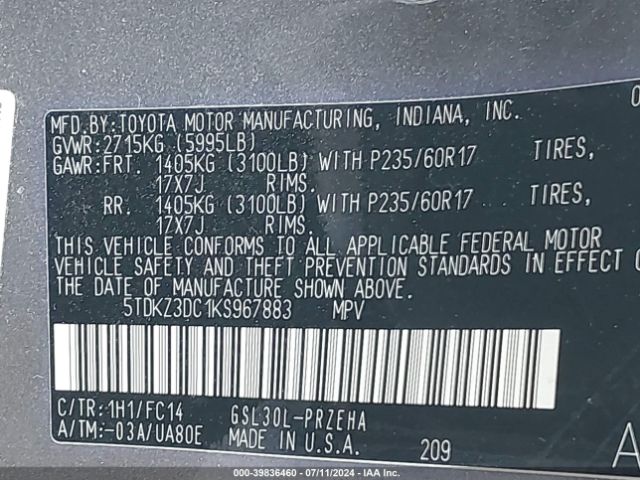 MFD.BY:TOYOTA MOTOR MANUFACTURING, INDIANA, INC.
GVWR:2715KG (5995LB)
GAWR:FRT. 1405KG (3100LB) WITH P235/60R17 TIRES,
17X7J RIMS.
RR. 1405KG (3100LB) WITH P235/60R17 TIRES,
17X7J RIMS.
THIS VEHICLE CONFORMS TO ALL APPLICABLE FEDERAL MOTOR
VEHICLE SAFETY AND THEFT PREVENTION STANDARDS IN EFFECT
THE DATE OF MANUFACTURE SHOWN ABOVE.
5TDKZ3DC1KS967883 MPV
C/TR:1H1/FC14 GSL30L-PRZEHA
A/TM:-03A/UA80E MADE IN U.S.A. 209
A
000-39836460 - 07/11/2024 - IAA Inc.